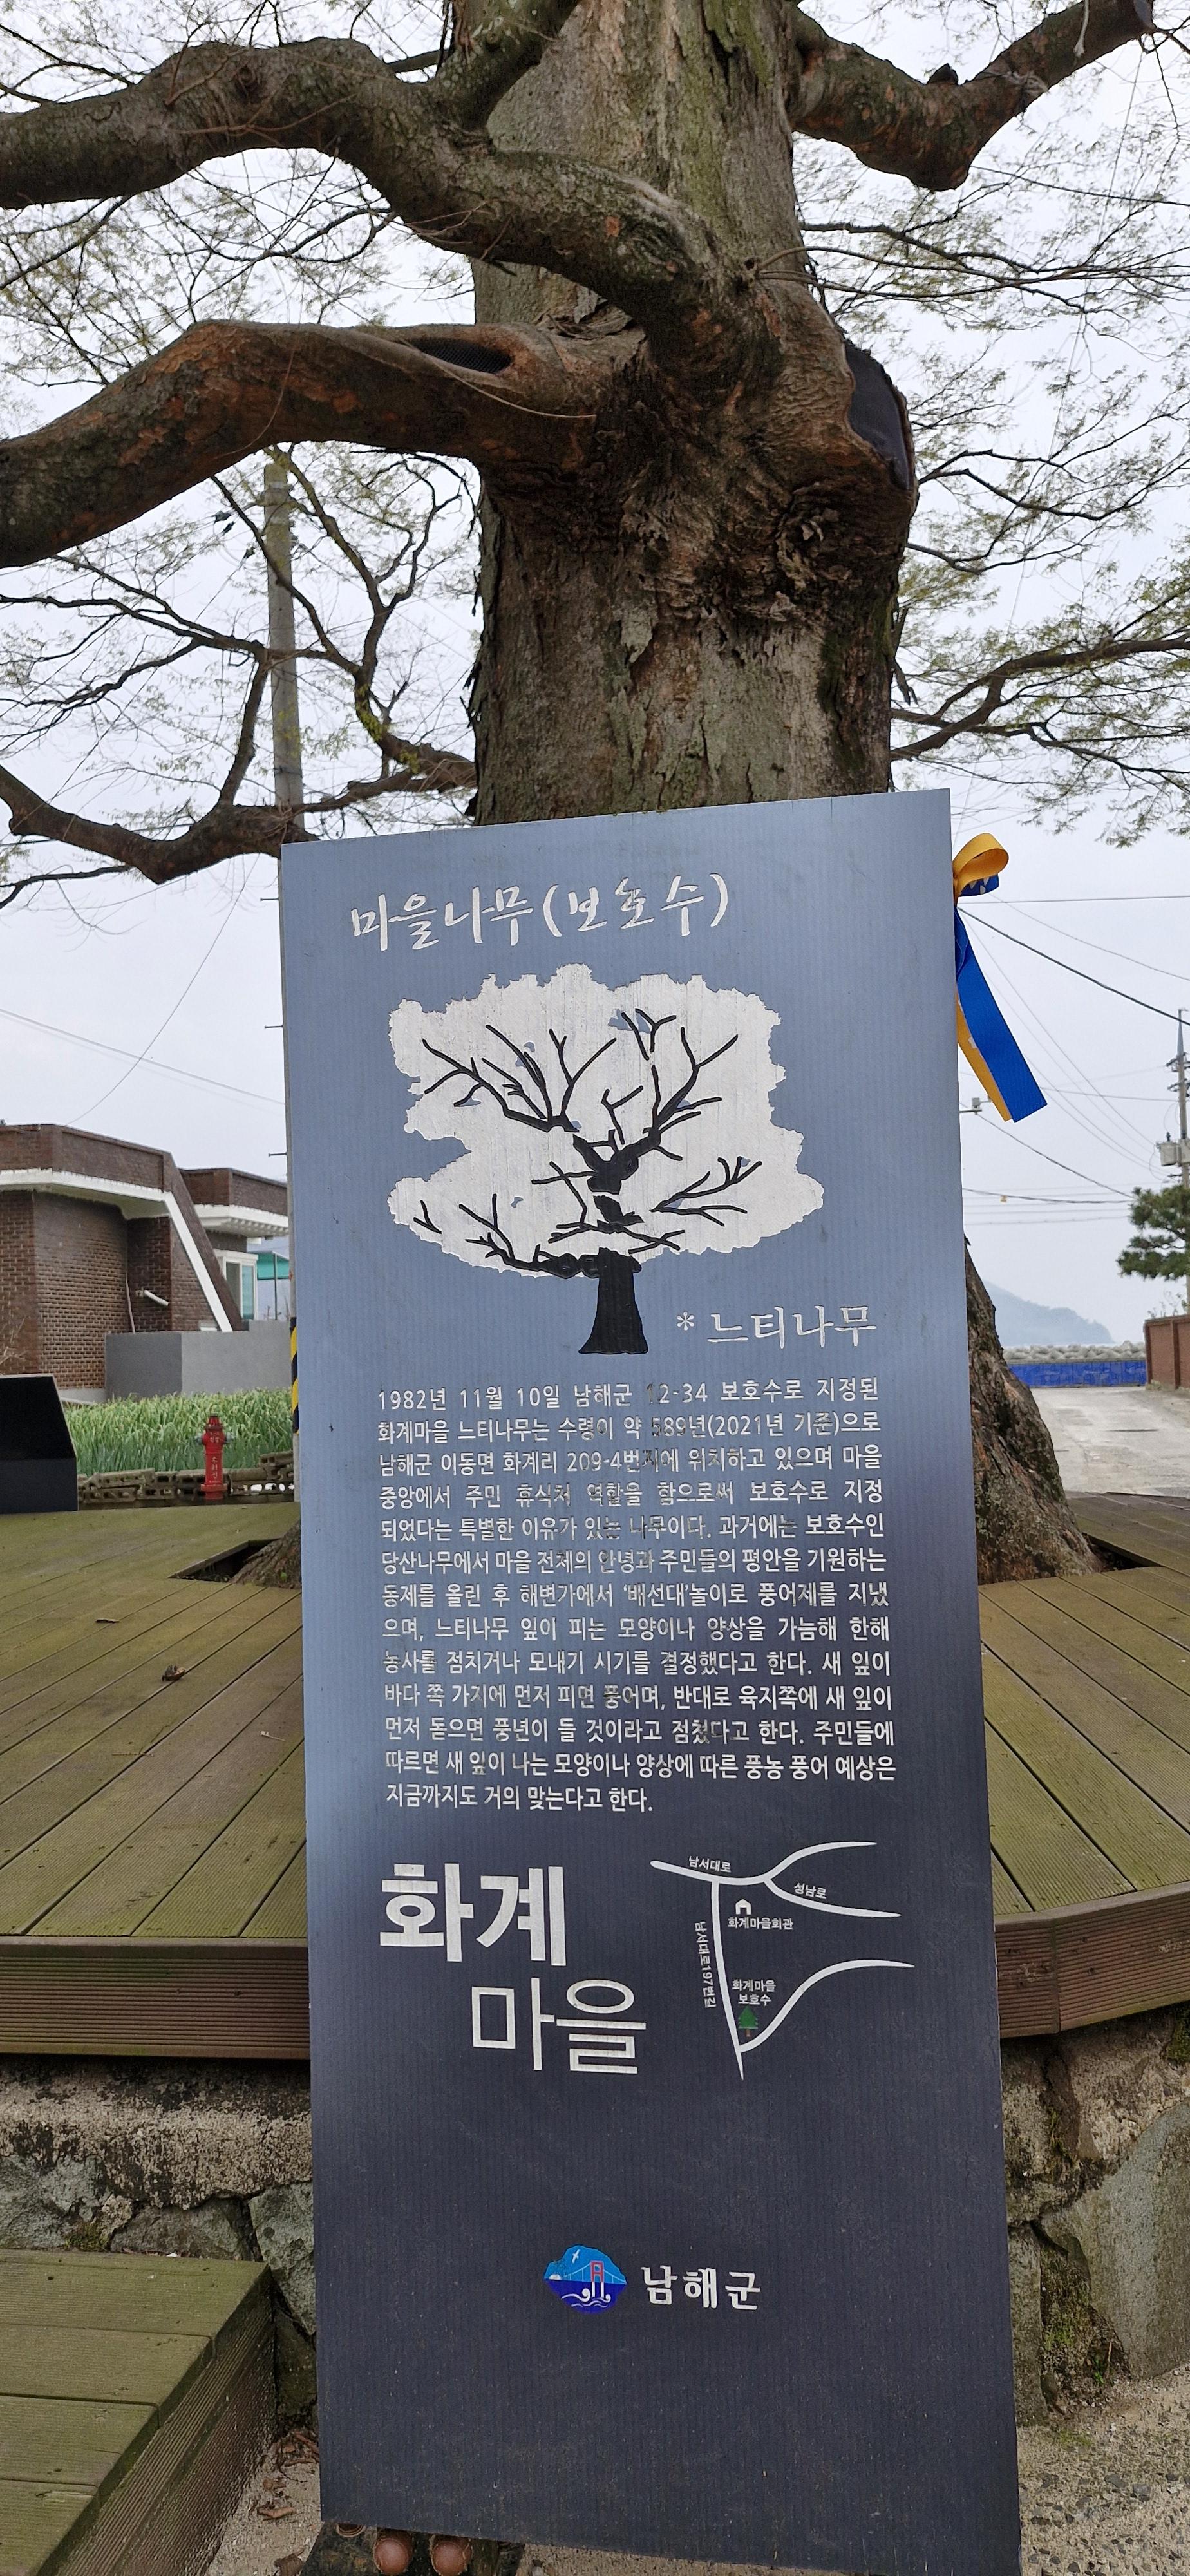 마을나무(보호수)
*느티나무
1982년 11월 10일 남해군 12-34 보호수로 지정된
화계마을 느티나무는 수령이 약 589년(2021년 기준)으로
남해군 이동면 화계리 209-4번지에 위치하고 있으며 마을
중앙에서 주민 휴식처 역할을 함으로써 보호수로 지정
되었다는 특별한 이유가 있는 나무이다. 과거에는 보호수인
당산나무에서 마을 전체의 안녕과 주민들의 평안을 기원하는
동제를 올린 후 해변가에서 '배선대'놀이로 풍어제를 지냈
으며, 느티나무 잎이 피는 모양이나 양상을 가늠해 한해
농사를 점치거나 모내기 시기를 결정했다고 한다. 새 잎이
바다 쪽 가지에 먼저 피면 풍어며, 반대로 육지쪽에 새 잎이
먼저 돋으면 풍년이 들 것이라고 점쳤다고 한다. 주민들에
따르면 새 잎이 나는 모양이나 양상에 따른 풍농 풍어 예상은
지금까지도 거의 맞는다고 한다.
화계
마을
남서대로
성남로
화계마을회관
남서대로197번길
화계마을
보호수
남해군